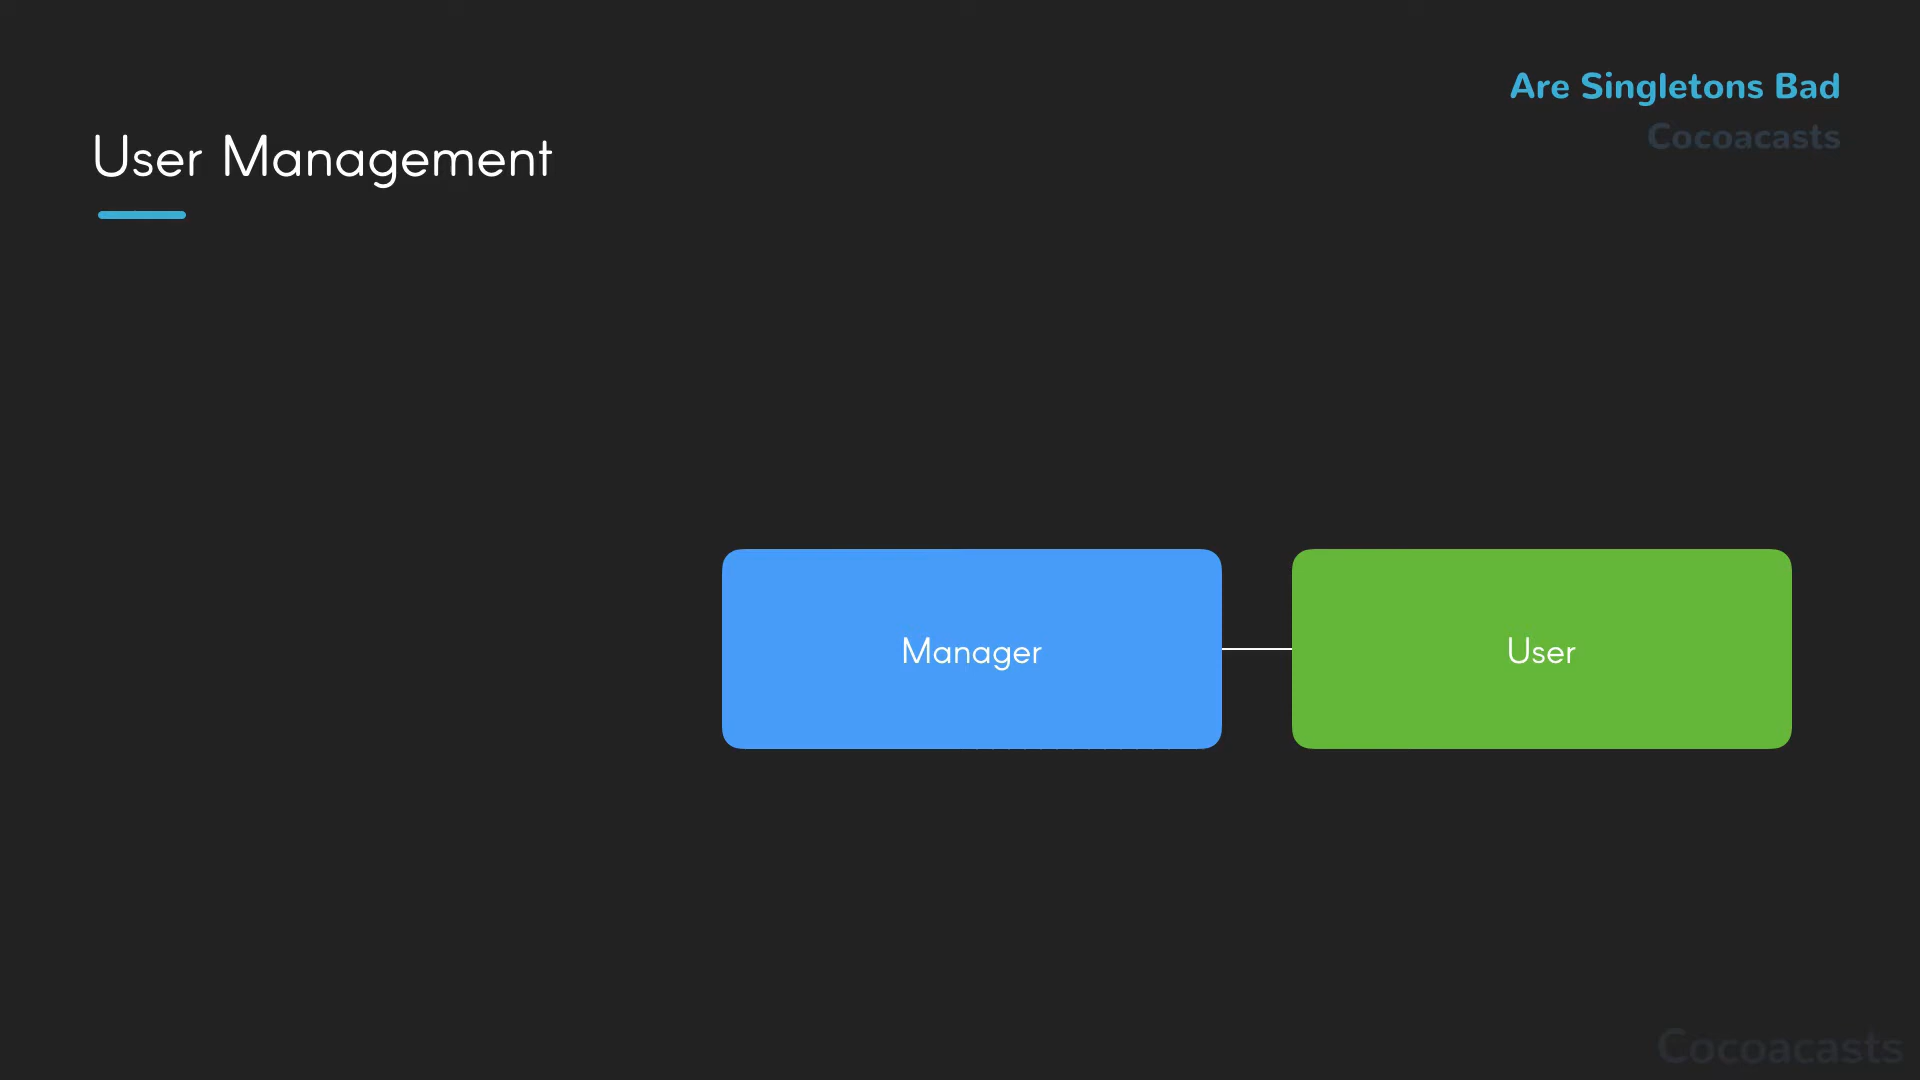 Are Singletons Bad
Cocoacasts
User Management
Manager
User
Cocoacasts